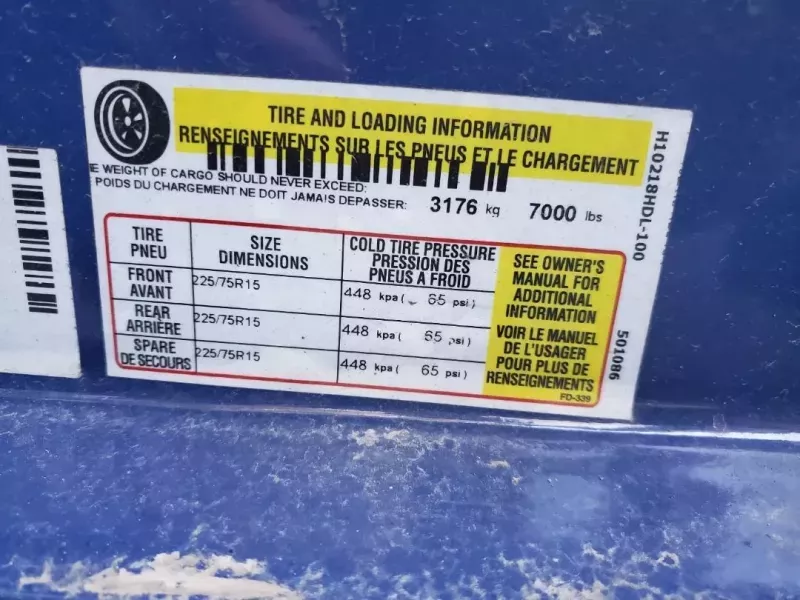 TIRE AND LOADING INFORMATION
RENSEIGNEMENTS SUR LES PNEUS ET LE CHARGEMENT
E WEIGHT OF CARGO SHOULD NEVER EXCEED:
POIDS DU CHARGEMENT NE DOIT JAMAIS DEPASSER: 3176 kg 7000 lbs
TIRE
PNEU
SIZE
DIMENSIONS
COLD TIRE PRESSURE
PRESSION DES
PNEUS A FROID
FRONT
AVANT
225/75R15
448 kpa ( 65 psi)
REAR
ARRIÈRE
225/75R15
448 kpa ( 65 psi)
SPARE
DE SECOURS
225/75R15
448 kpa ( 65 psi)
SEE OWNER'S
MANUAL FOR
ADDITIONAL
INFORMATION
VOIR LE MANUEL
DE L'USAGER
POUR PLUS DE
RENSEIGNEMENTS
FD-339
H10218HDL-100
501086